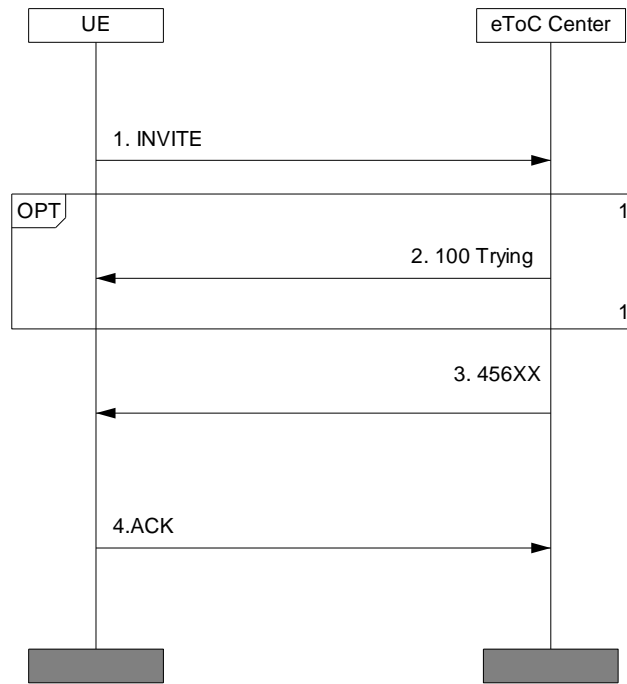 UE
eToC Center
1. INVITE
OPT
1
2. 100 Trying
1
3. 456XX
4.ACK